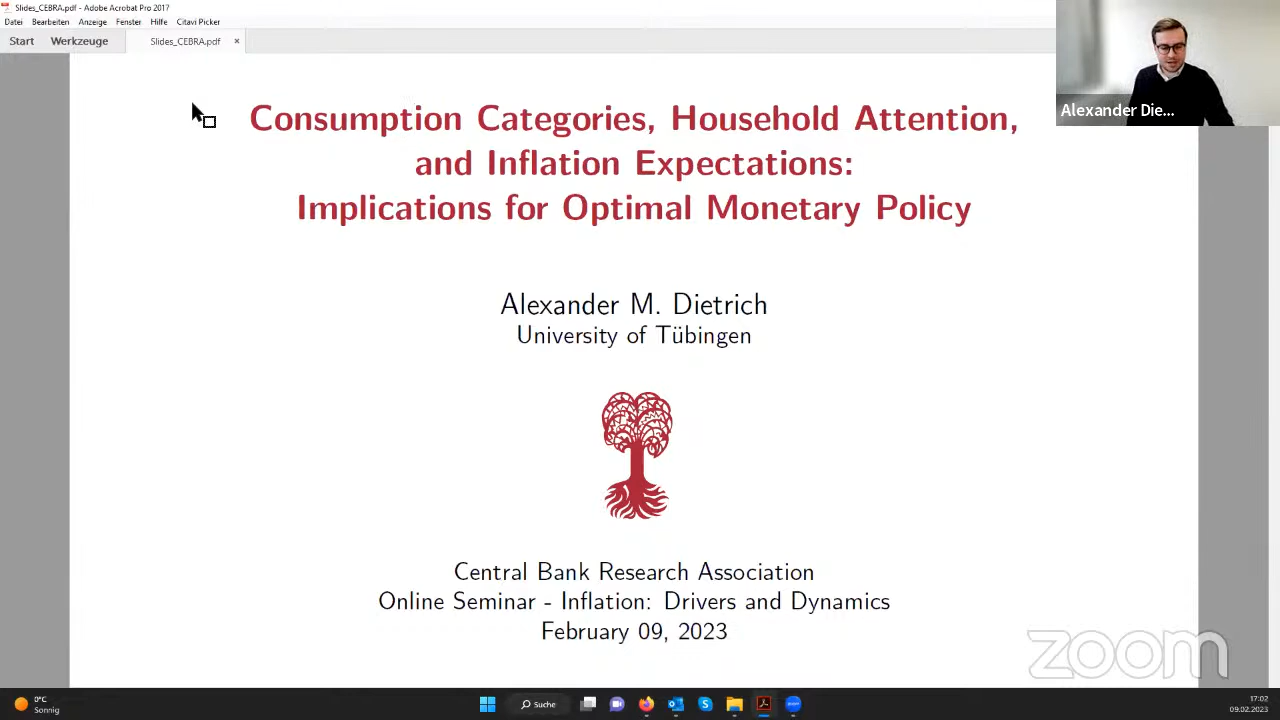 Slides_CEBRA.pdf - Adobe Acrobat Pro 2017
Datei Bearbeiten Anzeige Fenster Hilfe Citavi Picker
Start Werkzeuge Slides_CEBRA.pdf ×
Alexander Die...
Consumption Categories, Household Attention,
and Inflation Expectations:
Implications for Optimal Monetary Policy
Alexander M. Dietrich
University of Tübingen
Central Bank Research Association
Online Seminar - Inflation: Drivers and Dynamics
February 09, 2023
zoom
0°C
Sonnig
Suche
17:02
09.02.2023